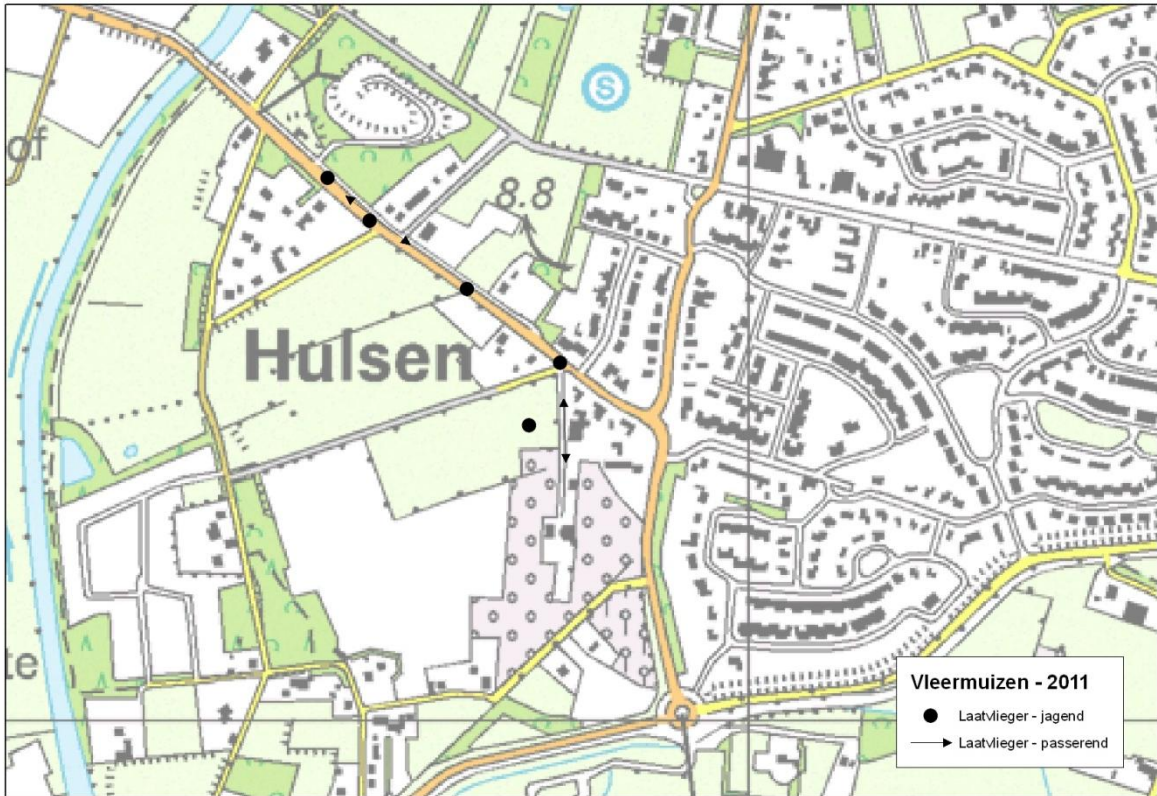 of
S
8.8
Hulsen
te
Vleermuizen - 2011
Laatvlieger - jagend
Laatvlieger - passerend